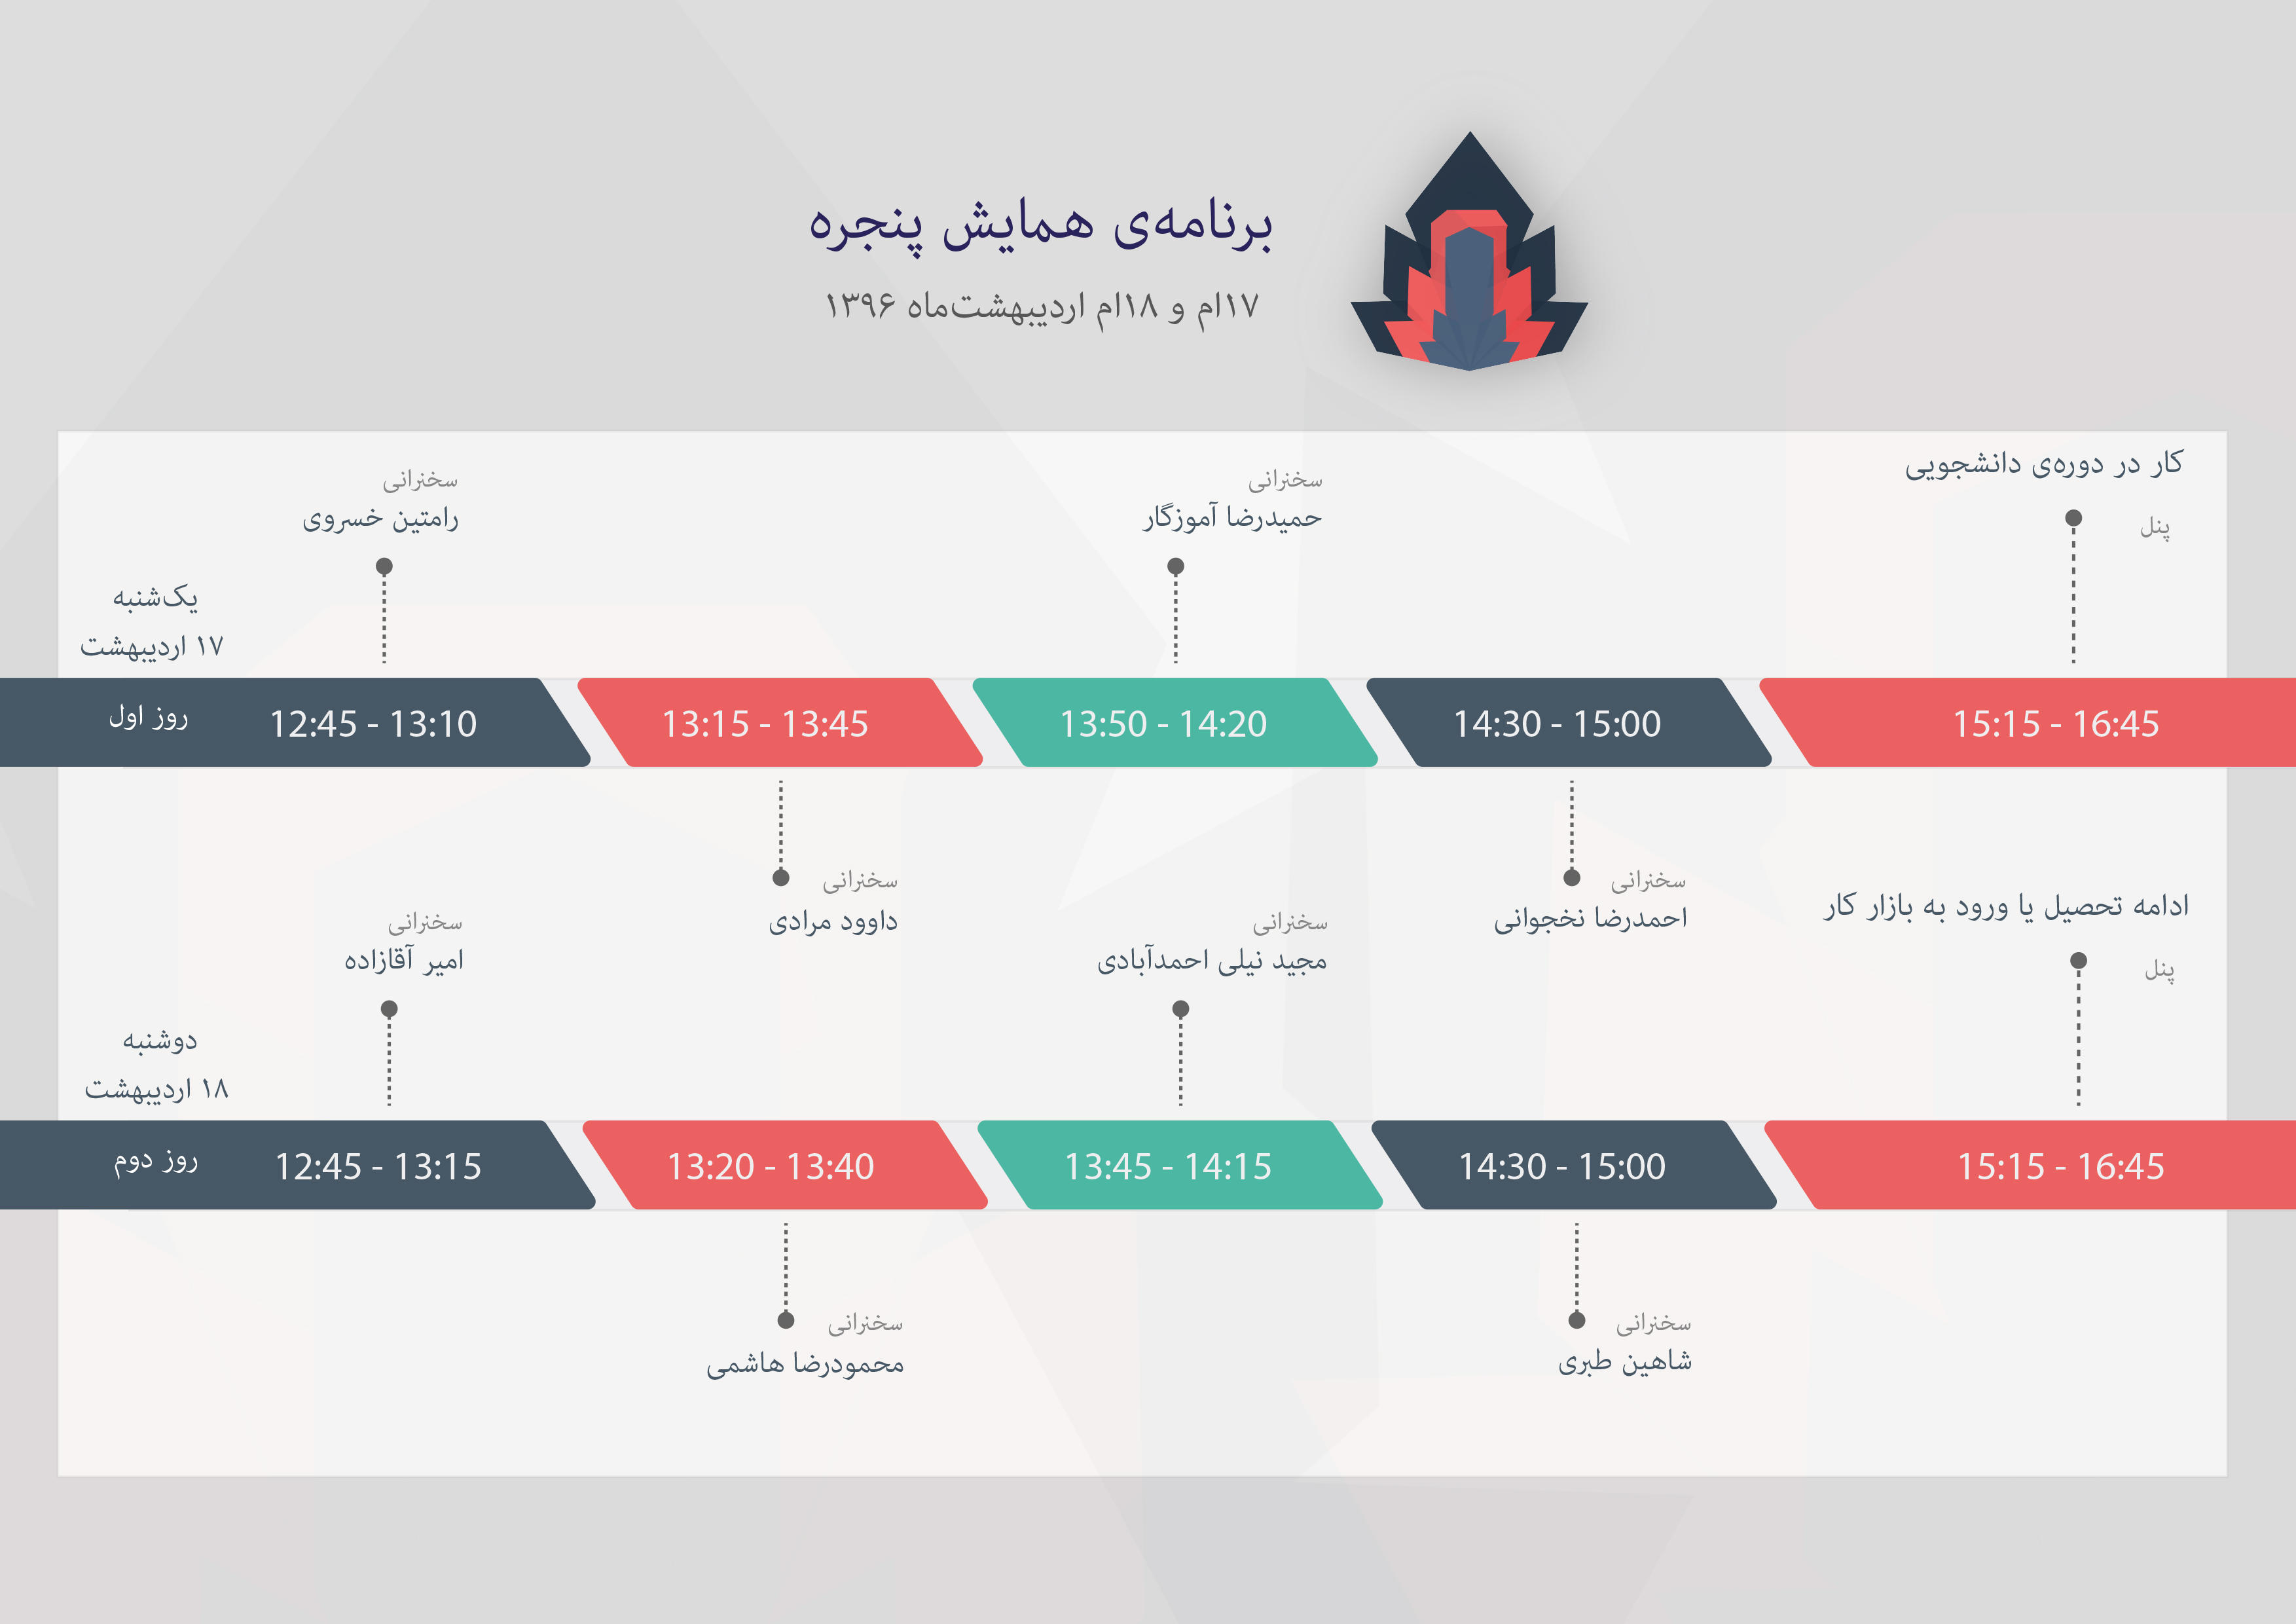 برنامه‌ی همایش پنجره
۱۷ام و ۱۸ام اردیبهشت‌ماه ۱۳۹۶
یک‌شنبه
۱۷ اردیبهشت
روز اول
سخنرانی
رامتین خسروی
12:45 - 13:10
13:15 - 13:45
سخنرانی
داوود مرادی
سخنرانی
حمیدرضا آموزگار
13:50 - 14:20
14:30 - 15:00
سخنرانی
احمدرضا نخجوانی
کار در دوره‌ی دانشجویی
پنل
15:15 - 16:45
دوشنبه
۱۸ اردیبهشت
روز دوم
سخنرانی
امیر آقازاده
12:45 - 13:15
13:20 - 13:40
سخنرانی
محمودرضا هاشمی
سخنرانی
مجید نیلی احمدآبادی
13:45 - 14:15
14:30 - 15:00
سخنرانی
شاهین طبری
ادامه تحصیل یا ورود به بازار کار
پنل
15:15 - 16:45